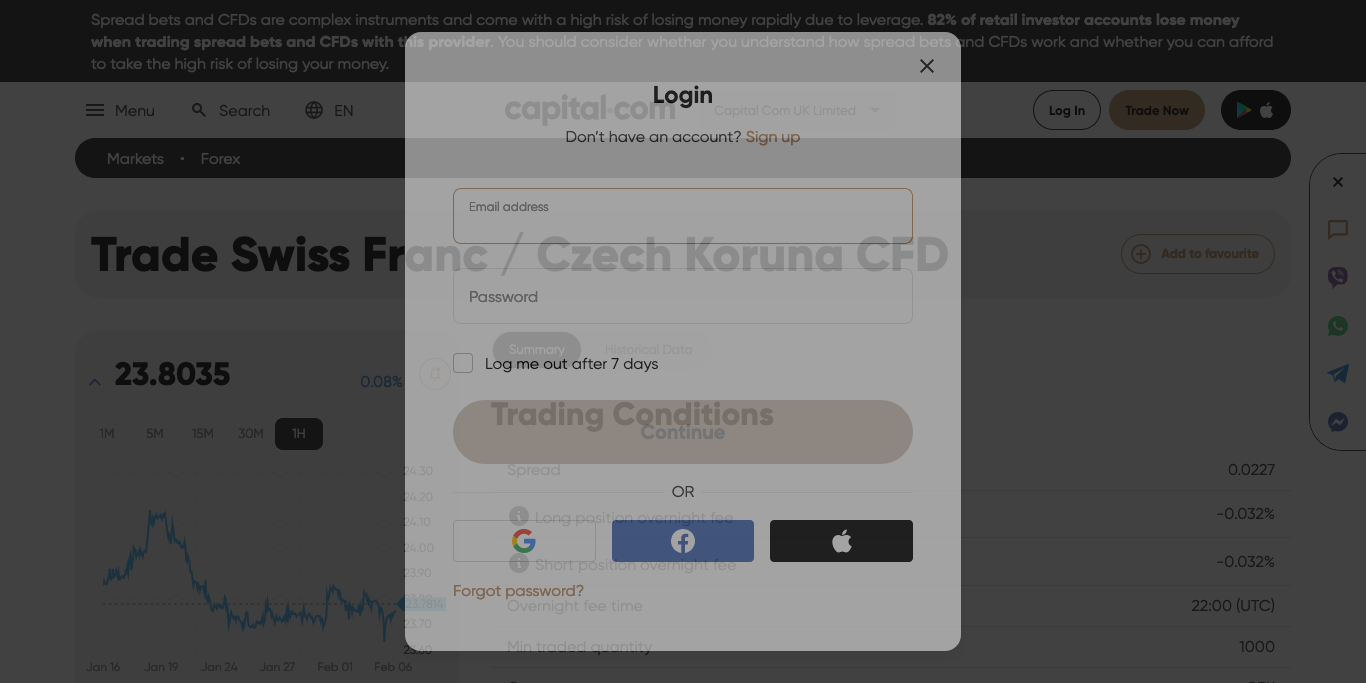 Spread bets and CFDs are complex instruments and come with a high risk of losing money rapidly due to leverage. 82% of retail investor accounts lose money
when trading spread bets and CFDs with this provider. You should consider whether you understand how spread bets and CFDs work and whether you can afford
to take the high risk of losing your money.
Menu
Search
EN
capital.com
Capital Com UK Limited
Log In
Trade Now
Markets • Forex
Login
Don't have an account? Sign up
Email address
Password
Log me out after 7 days
Continue
OR
Forgot password?
Trade Swiss Franc / Czech Koruna CFD
Add to favourite
23.8035
0.08%
1M 5M 15M 30M 1H
24.30
24.20
24.10
24.00
23.90
23.7814
23.70
23.60
Jan 16 Jan 19 Jan 24 Jan 27 Feb 01 Feb 06
Summary
Historical Data
Trading Conditions
Spread 0.0227
Long position overnight fee -0.032%
Short position overnight fee -0.032%
Overnight fee time 22:00 (UTC)
Min traded quantity 1000